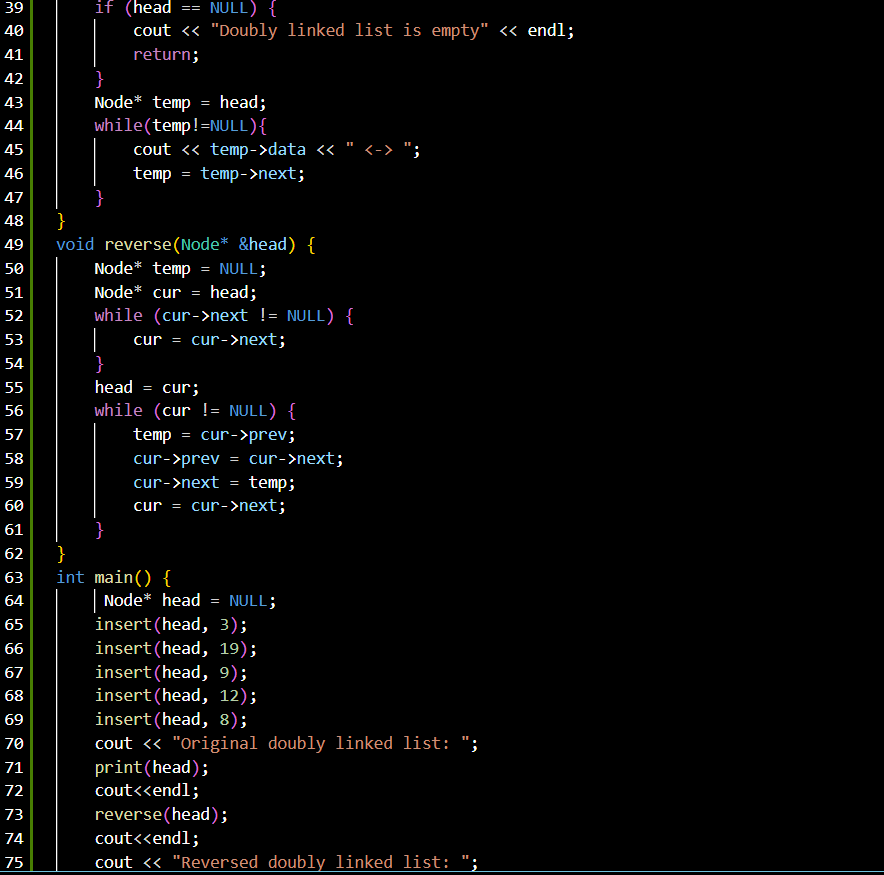 39 if (head == NULL) {
40 cout << "Doubly linked list is empty" << endl;
41 return;
42 }
43 Node* temp = head;
44 while(temp!=NULL){
45 cout << temp->data << " <-> ";
46 temp = temp->next;
47 }
48 }
49 void reverse(Node* &head) {
50 Node* temp = NULL;
51 Node* cur = head;
52 while (cur->next != NULL) {
53 cur = cur->next;
54 }
55 head = cur;
56 while (cur != NULL) {
57 temp = cur->prev;
58 cur->prev = cur->next;
59 cur->next = temp;
60 cur = cur->next;
61 }
62 }
63 int main() {
64 Node* head = NULL;
65 insert(head, 3);
66 insert(head, 19);
67 insert(head, 9);
68 insert(head, 12);
69 insert(head, 8);
70 cout << "Original doubly linked list: ";
71 print(head);
72 cout<<endl;
73 reverse(head);
74 cout<<endl;
75 cout << "Reversed doubly linked list: ";